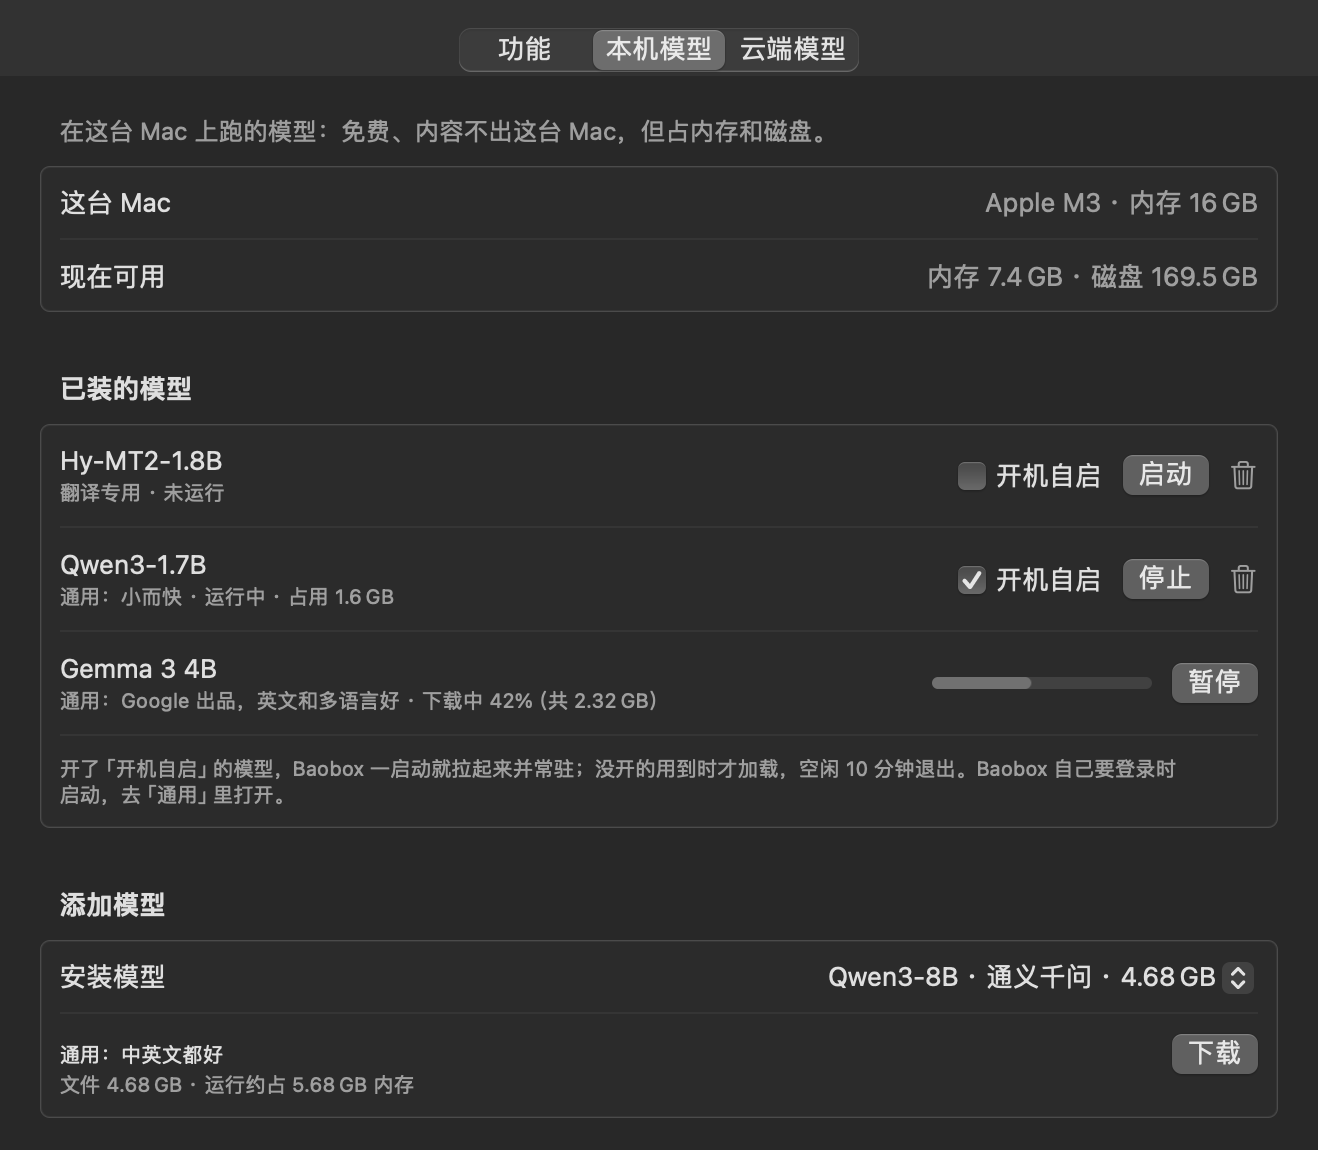 功能
本机模型
云端模型
在这台 Mac 上跑的模型：免费、内容不出这台 Mac，但占内存和磁盘。
这台 Mac
Apple M3 · 内存 16 GB
现在可用
内存 7.4 GB · 磁盘 169.5 GB
已装的模型
Hy-MT2-1.8B
翻译专用 · 未运行
开机自启
启动
Qwen3-1.7B
通用：小而快 · 运行中 · 占用 1.6 GB
开机自启
停止
Gemma 3 4B
通用：Google 出品，英文和多语言好 · 下载中 42% (共 2.32 GB)
暂停
开了「开机自启」的模型，Baobox 一启动就拉起来并常驻；没开的用到时才加载，空闲 10 分钟退出。Baobox 自己要登录时
启动，去「通用」里打开。
添加模型
安装模型
Qwen3-8B · 通义千问 · 4.68 GB
通用：中英文都好
文件 4.68 GB · 运行约占 5.68 GB 内存
下载